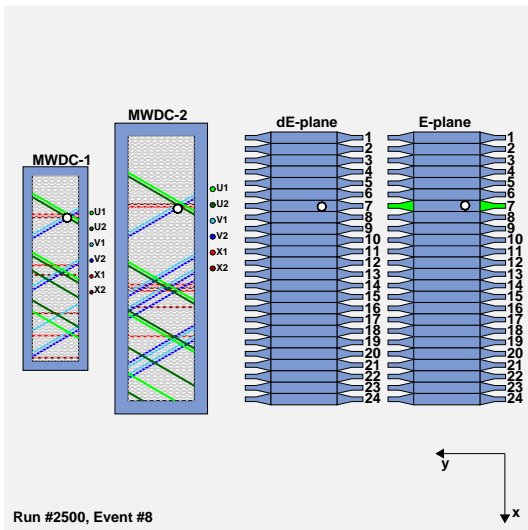 MWDC-1
U1
U2
V1
V2
X1
X2
MWDC-2
U1
U2
V1
V2
X1
X2
dE-plane
1
2
3
4
5
6
7
8
9
10
11
12
13
14
15
16
17
18
19
20
21
22
23
24
E-plane
1
2
3
4
5
6
7
8
9
10
11
12
13
14
15
16
17
18
19
20
21
22
23
24
y
x
Run #2500, Event #8